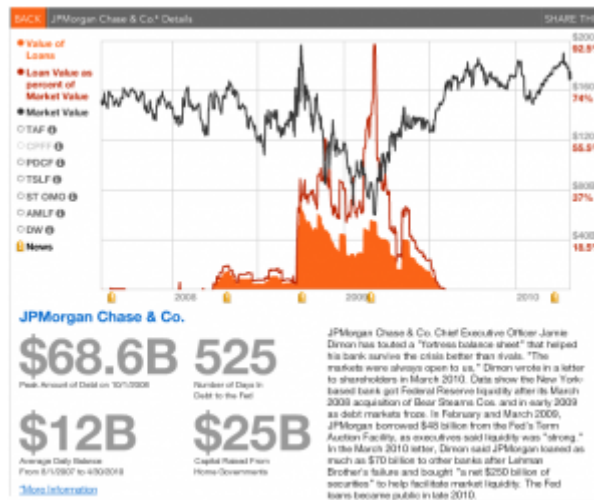 BACK JPMorgan Chase & Co.* Details SHARE TH
Value of
Loans
Loan Value as
percent of
Market Value
Market Value
TAF
CPFF
PDCF
TSLF
ST OMO
AMLF
DW
News
$200
92.5%
$160
74%
$120
55.5%
$800
37%
$400
18.5%
2008 2009 2010
JPMorgan Chase & Co.
$68.6B 525
Peak Amount of Debt on 10/1/2008
Number of Days in
Debt to the Fed
$12B $25B
Average Daily Balance
From 8/1/2007 to 4/30/2010
Capital Raised From
Home Governments
*More Information
JPMorgan Chase & Co. Chief Executive Officer Jamie
Dimon has touted a "fortress balance sheet" that helped
his bank survive the crisis better than rivals. "The
markets were always open to us," Dimon wrote in a letter
to shareholders in March 2010. Data show the New York-
based bank got Federal Reserve liquidity after its March
2008 acquisition of Bear Stearns Cos. and in early 2009
as debt markets froze. In February and March 2009,
JPMorgan borrowed $48 billion from the Fed's Term
Auction Facility, as executives said liquidity was "strong."
In the March 2010 letter, Dimon said JPMorgan loaned as
much as $70 billion to other banks after Lehman
Brother's failure and bought "a net $250 billion of
securities" to help facilitate market liquidity. The Fed
loans became public in late 2010.